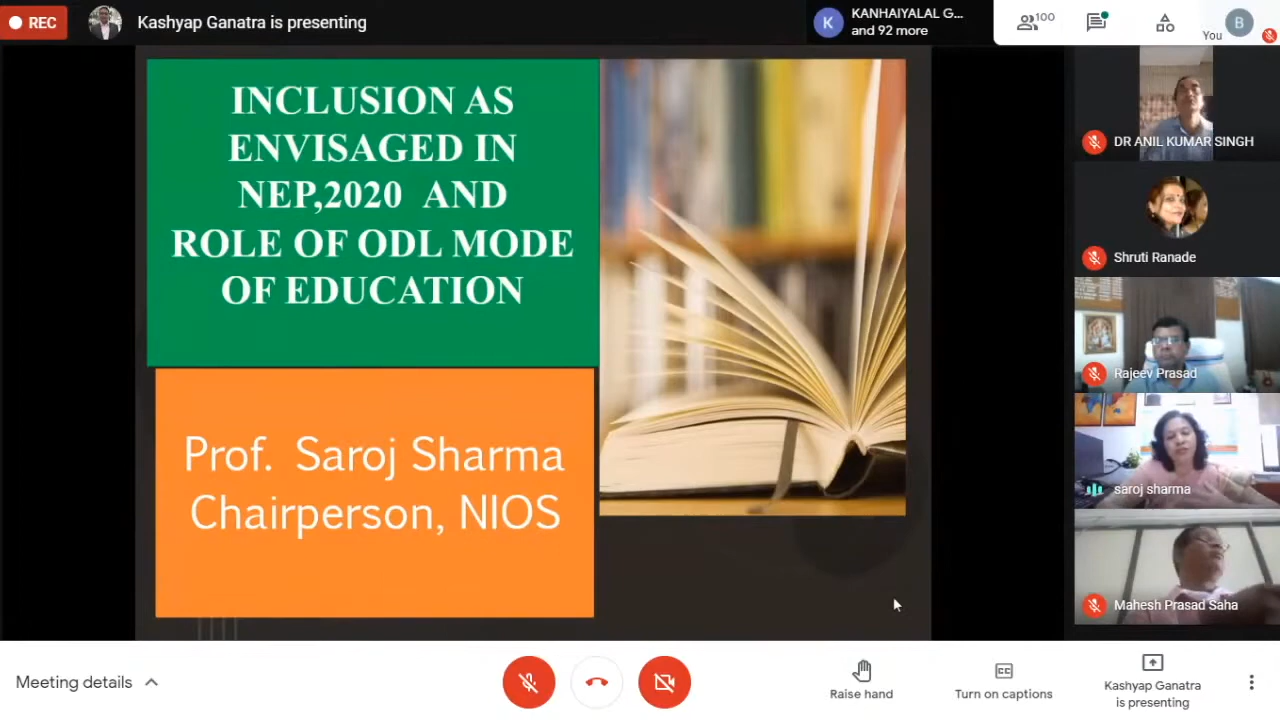 REC
Kashyap Ganatra is presenting
K
KANHAIYALAL G...
and 92 more
100
You
B
INCLUSION AS
ENVISAGED IN
NEP,2020 AND
ROLE OF ODL MODE
OF EDUCATION
Prof. Saroj Sharma
Chairperson, NIOS
DR ANIL KUMAR SINGH
Shruti Ranade
Rajeev Prasad
saroj sharma
Mahesh Prasad Saha
Meeting details
Raise hand
CC
Turn on captions
Kashyap Ganatra
is presenting